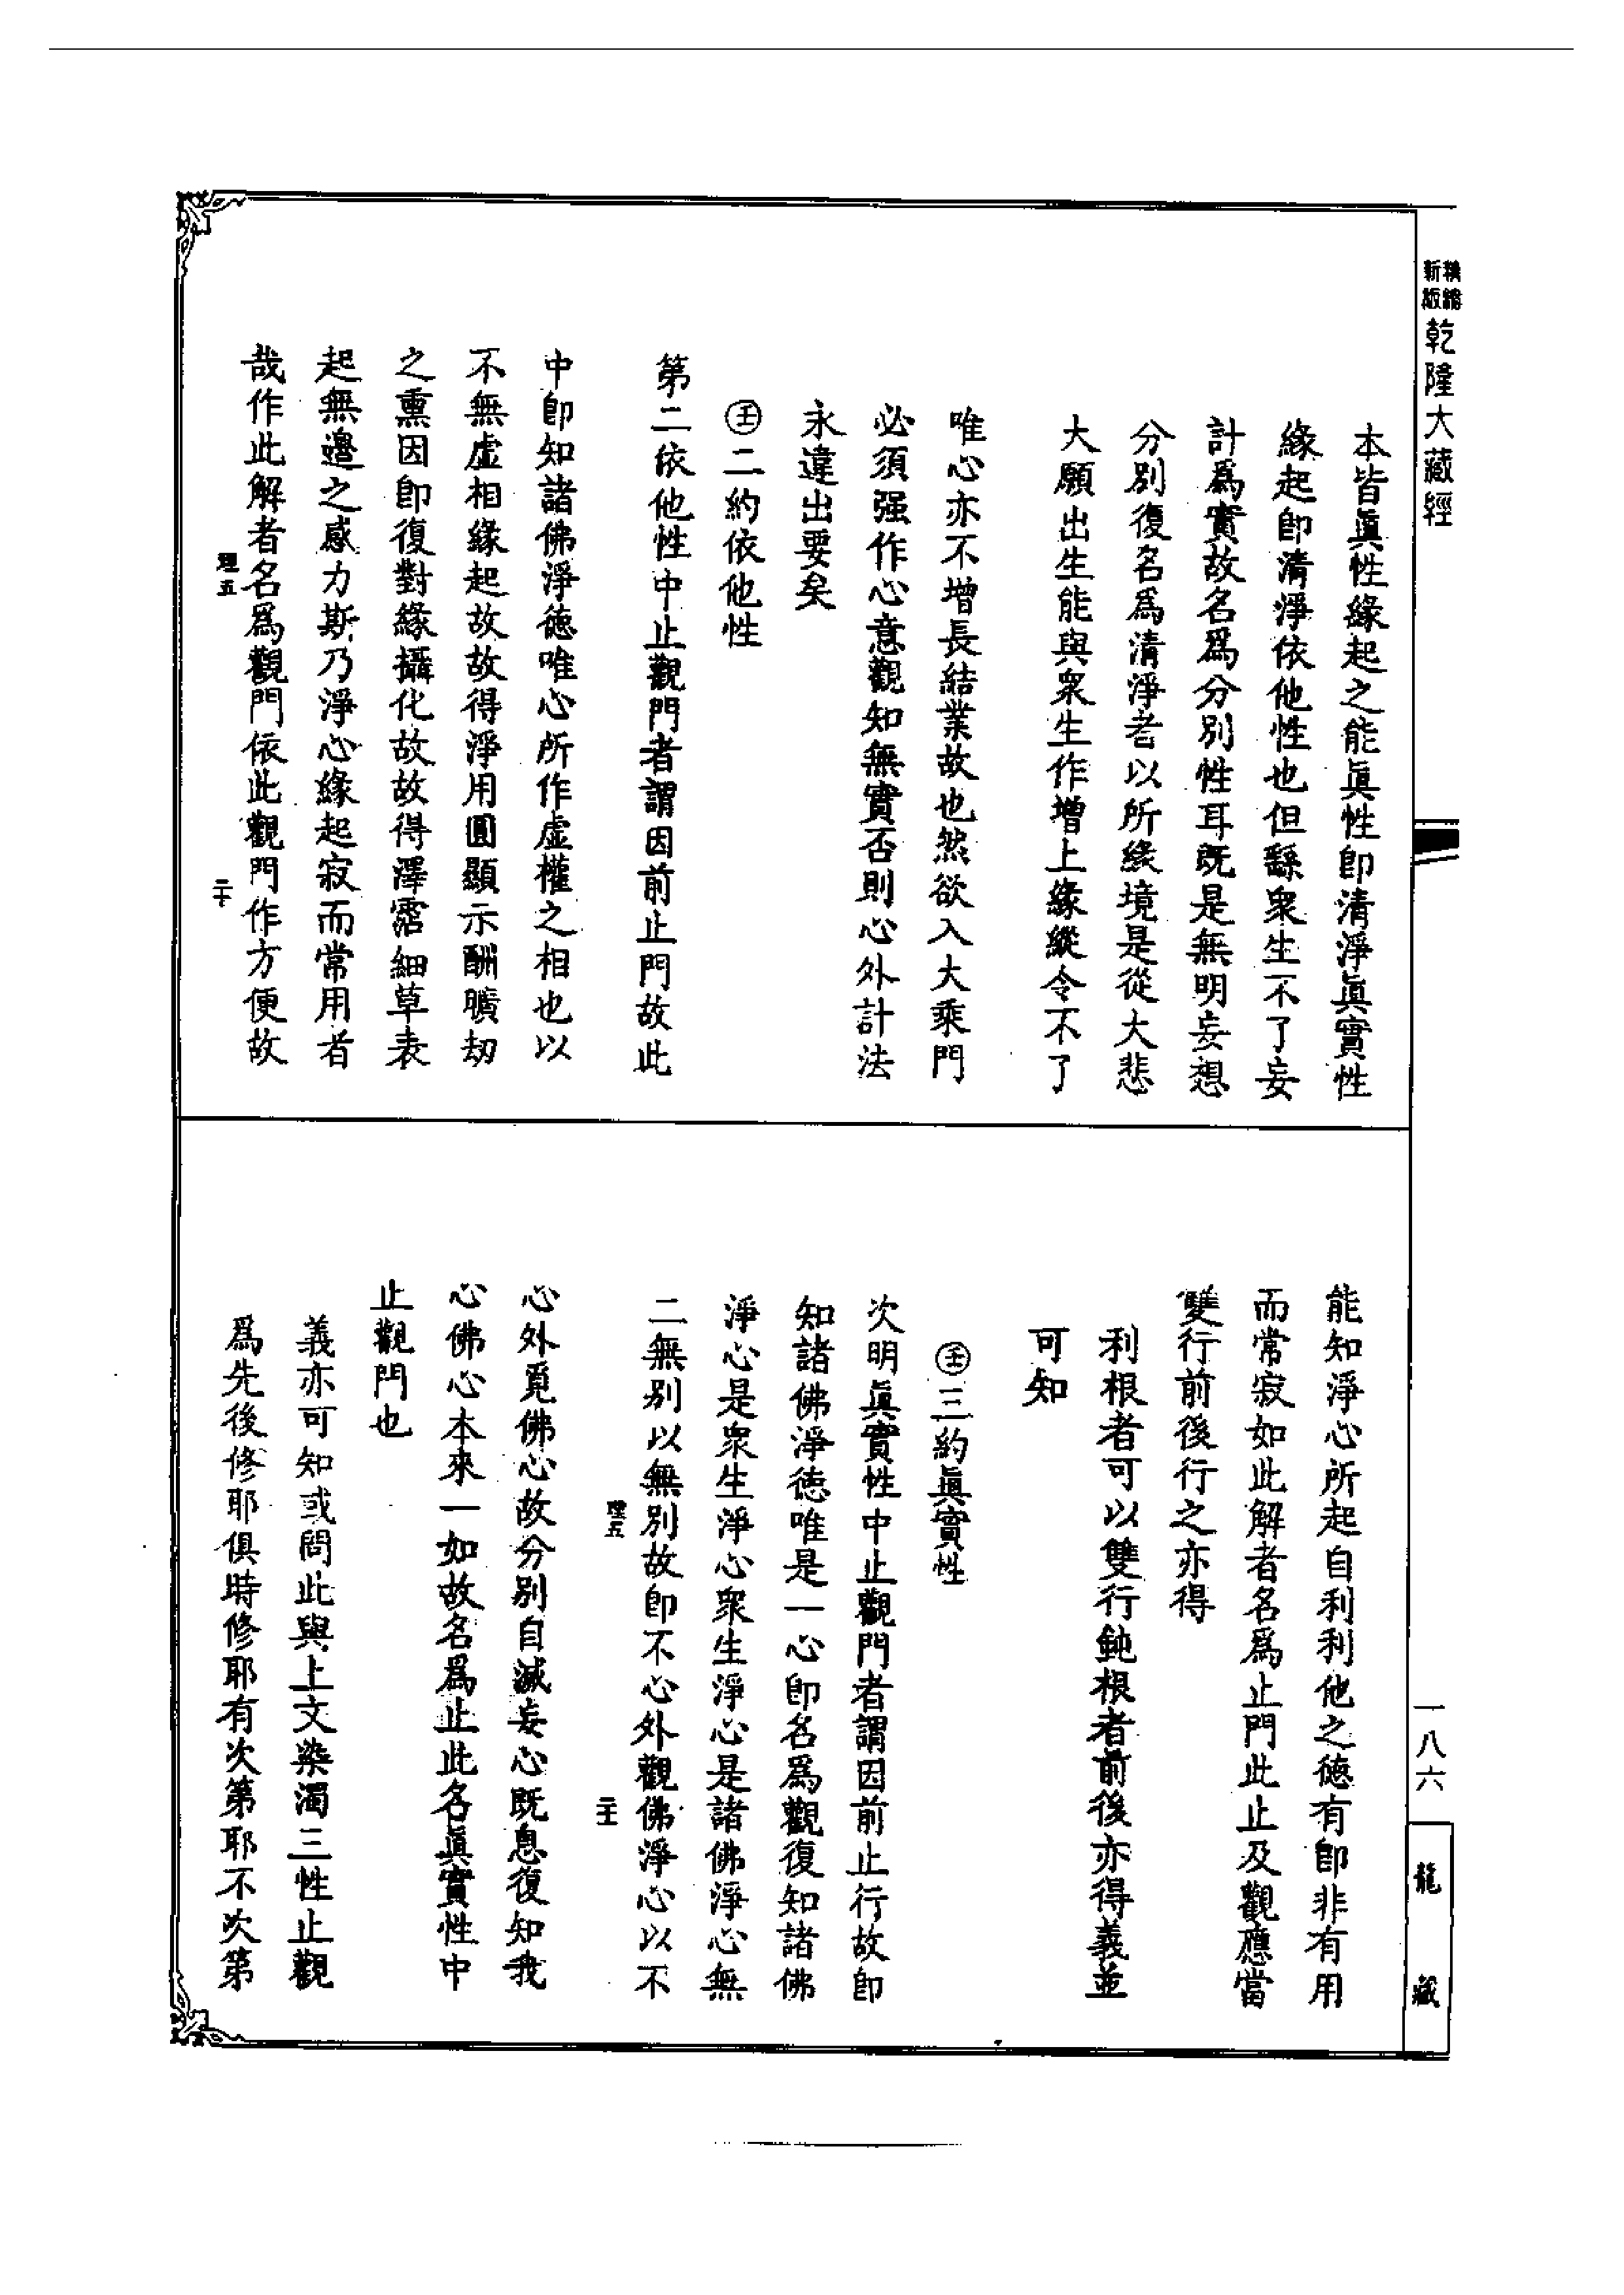 新版精縮
乾隆大藏經
本皆眞性緣起之能眞性卽清淨眞實性
緣起卽清淨依他性也但繇衆生不了妄
計爲實故名爲分別性耳旣是無明妄想
分別復名爲清淨者以所緣境是從大悲
大願出生能與衆生作增上緣縱令不了
唯心亦不增長結業故也然欲入大乘門
必須强作心意觀知無實否則心外計法
永違出要矣
㊂二約依他性
第二依他性中止觀門者謂因前止門故此
中卽知諸佛淨德唯心所作虛權之相也以
不無虛相緣起故故得淨用圓顯示酬曠劫
之熏因卽復對緣攝化故故得澤霑細草表
起無邊之感力斯乃淨心緣起寂而常用者
哉作此解者名爲觀門依此觀門作方便故
二十
能知淨心所起自利利他之德有卽非有用
而常寂如此解者名爲止門此止及觀應當
雙行前後行之亦得
利根者可以雙行鈍根者前後亦得義並
可知
三約眞實性
次明眞實性中止觀門者謂因前止行故卽
知諸佛淨德唯是一心卽名爲觀復知諸佛
淨心是衆生淨心衆生淨心是諸佛淨心無
二無別以無別故卽不心外觀佛淨心以不
心外覓佛心故分別自滅妄心旣息復知我
心佛心本來一如故名爲止此名眞實性中
止觀門也
義亦可知或問此與上文染濁三性止觀
爲先後修耶俱時修耶有次第耶不次第
一八六
龍藏